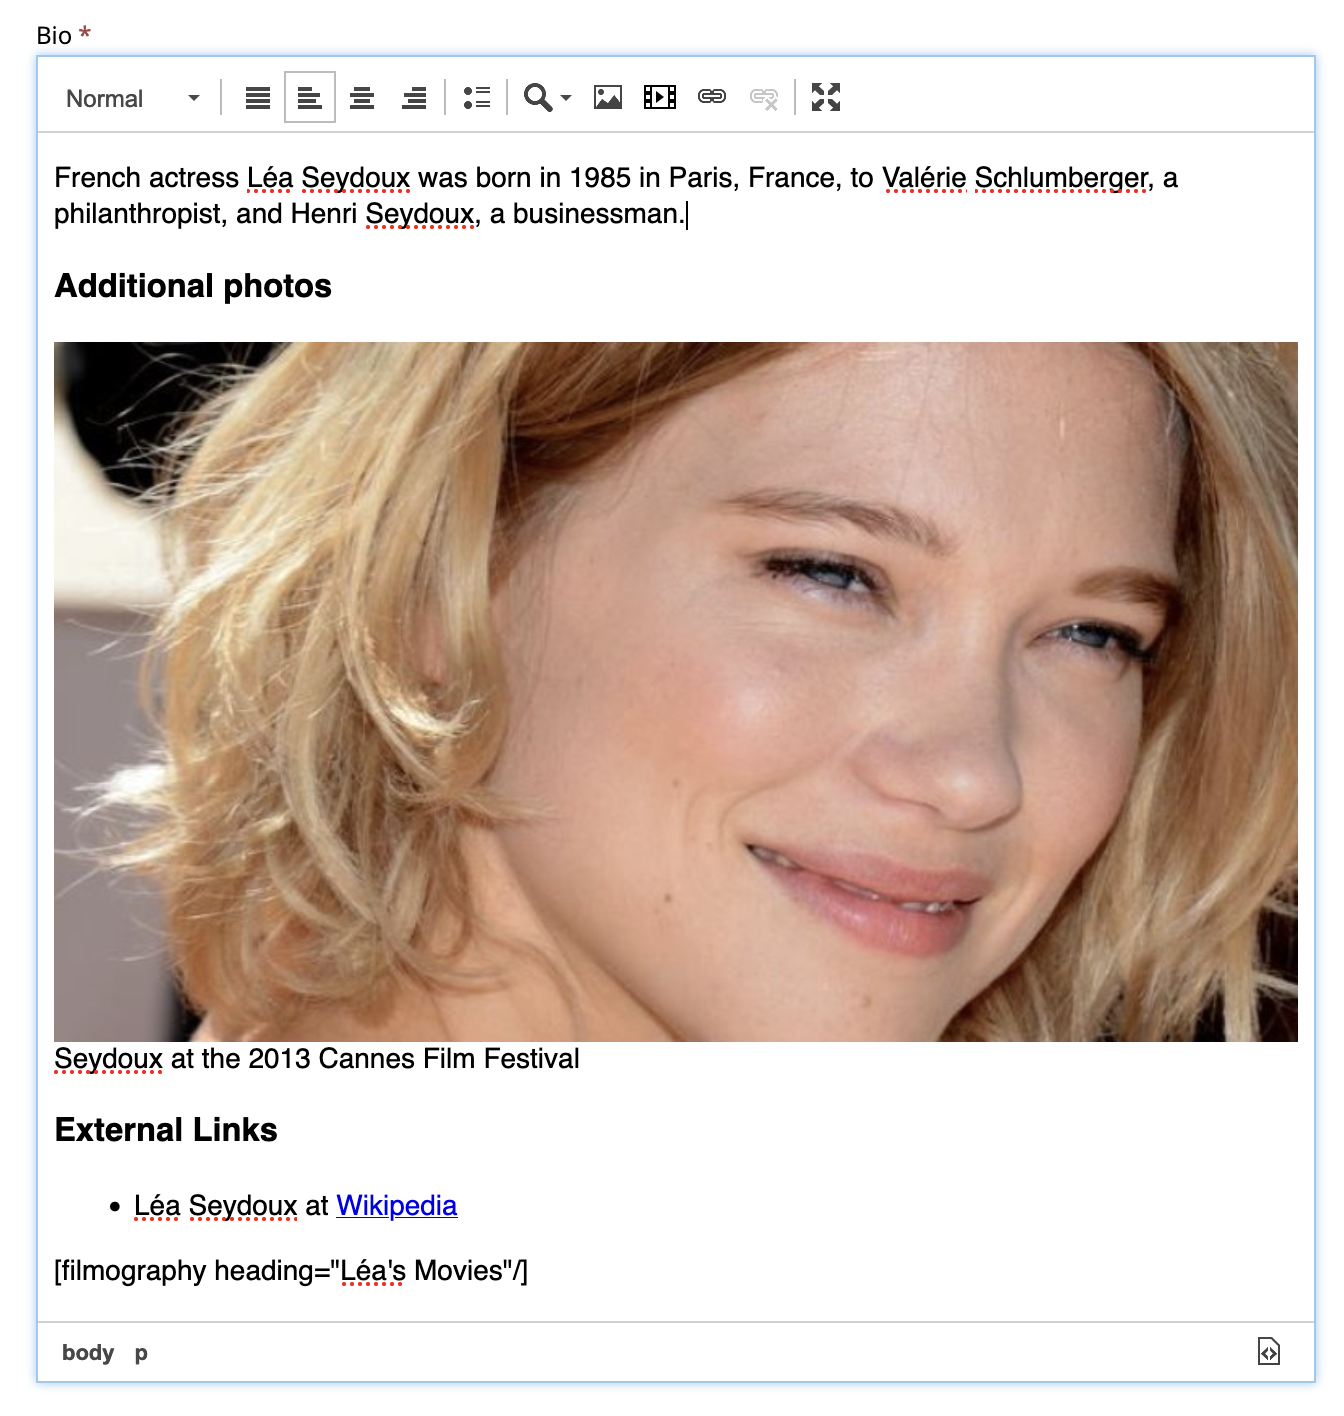 Bio *
Normal
French actress Léa Seydoux was born in 1985 in Paris, France, to Valérie Schlumberger, a
philanthropist, and Henri Seydoux, a businessman.
Additional photos
Seydoux at the 2013 Cannes Film Festival
External Links
• Léa Seydoux at Wikipedia
[filmography heading="Léa's Movies"/]
body p